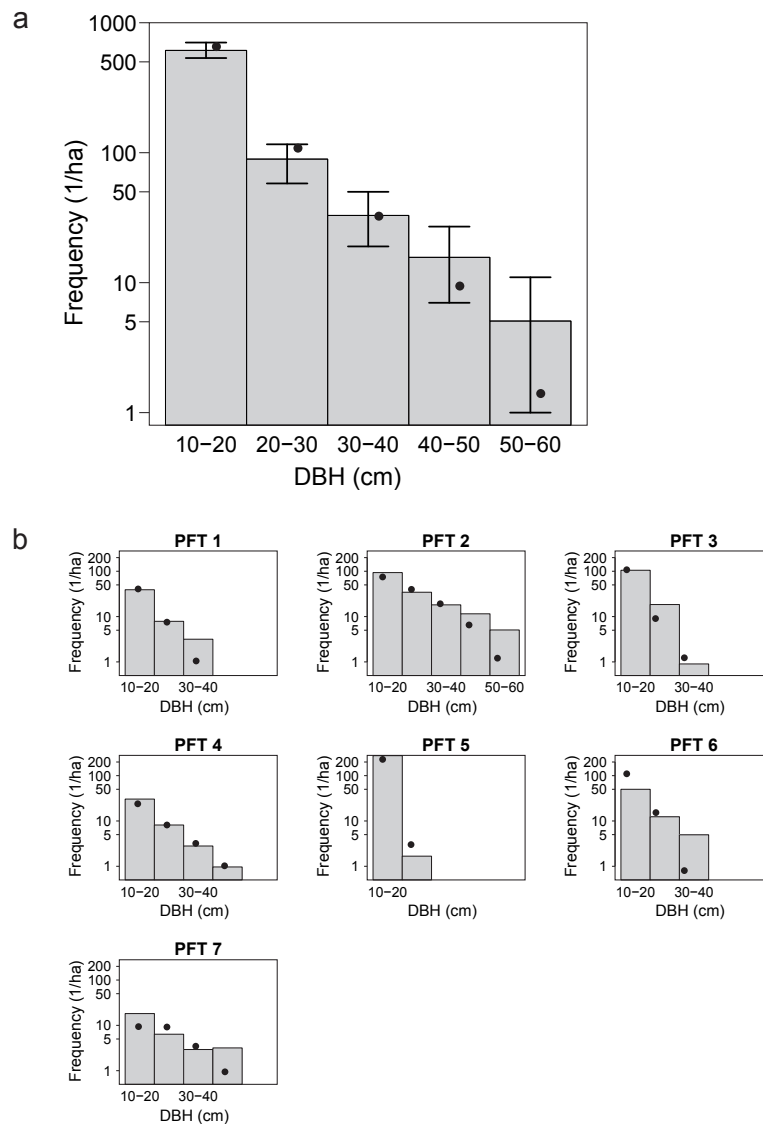 a
1000
500
100
50
10
5
1
Frequency (1/ha)
10−20 20−30 30−40 40−50 50−60
DBH (cm)
b
PFT 1
200
100
50
10
5
1
Frequency (1/ha)
10−20 30−40
DBH (cm)
PFT 2
200
100
50
10
5
1
Frequency (1/ha)
10−20 30−40 50−60
DBH (cm)
PFT 3
200
100
50
10
5
1
Frequency (1/ha)
10−20 30−40
DBH (cm)
PFT 4
200
100
50
10
5
1
Frequency (1/ha)
10−20 30−40
DBH (cm)
PFT 5
200
100
50
10
5
1
Frequency (1/ha)
10−20
DBH (cm)
PFT 6
200
100
50
10
5
1
Frequency (1/ha)
10−20 30−40
DBH (cm)
PFT 7
200
100
50
10
5
1
Frequency (1/ha)
10−20 30−40
DBH (cm)